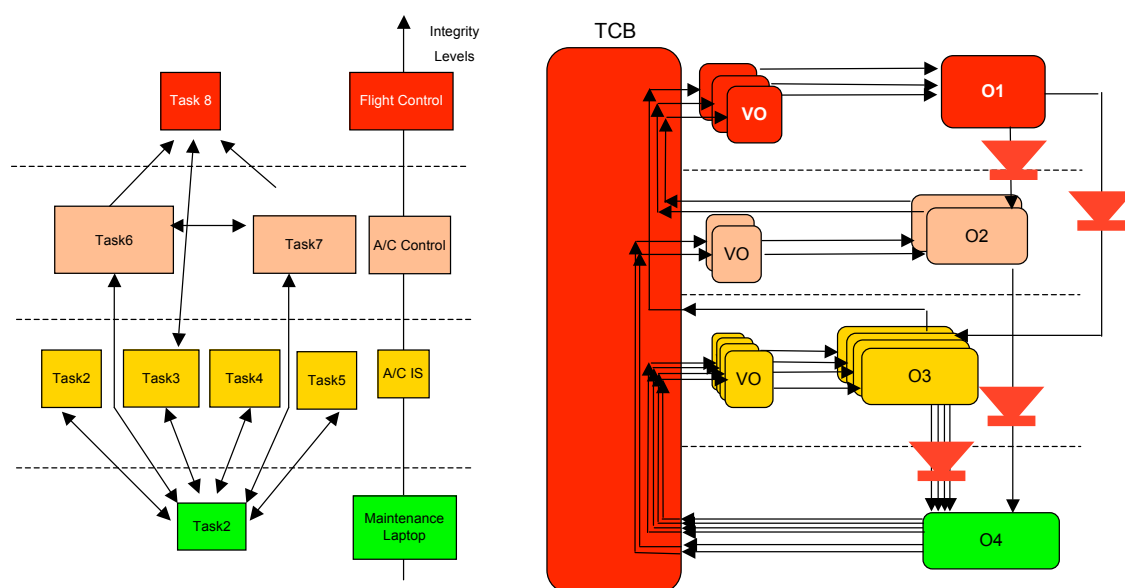 Integrity
Levels
Task 8
Flight Control
Task6
Task7
A/C Control
Task2
Task3
Task4
Task5
A/C IS
Task2
Maintenance
Laptop
TCB
VO
O1
VO
O2
VO
O3
O4